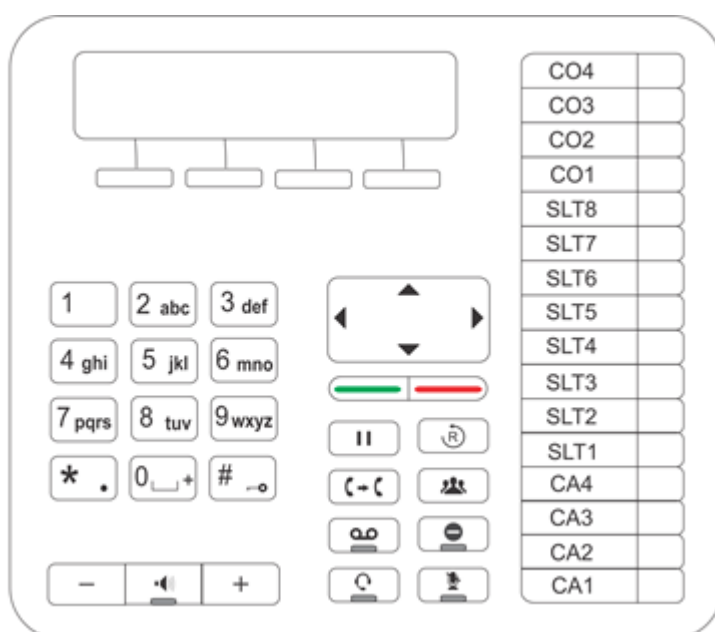 CO4
CO3
CO2
CO1
SLT8
SLT7
SLT6
SLT5
SLT4
SLT3
SLT2
SLT1
CA4
CA3
CA2
CA1
1 2 abc 3 def
4 ghi 5 jkl 6 mno
7 pqrs 8 tuv 9 wxyz
* . 0 + #
R
− +